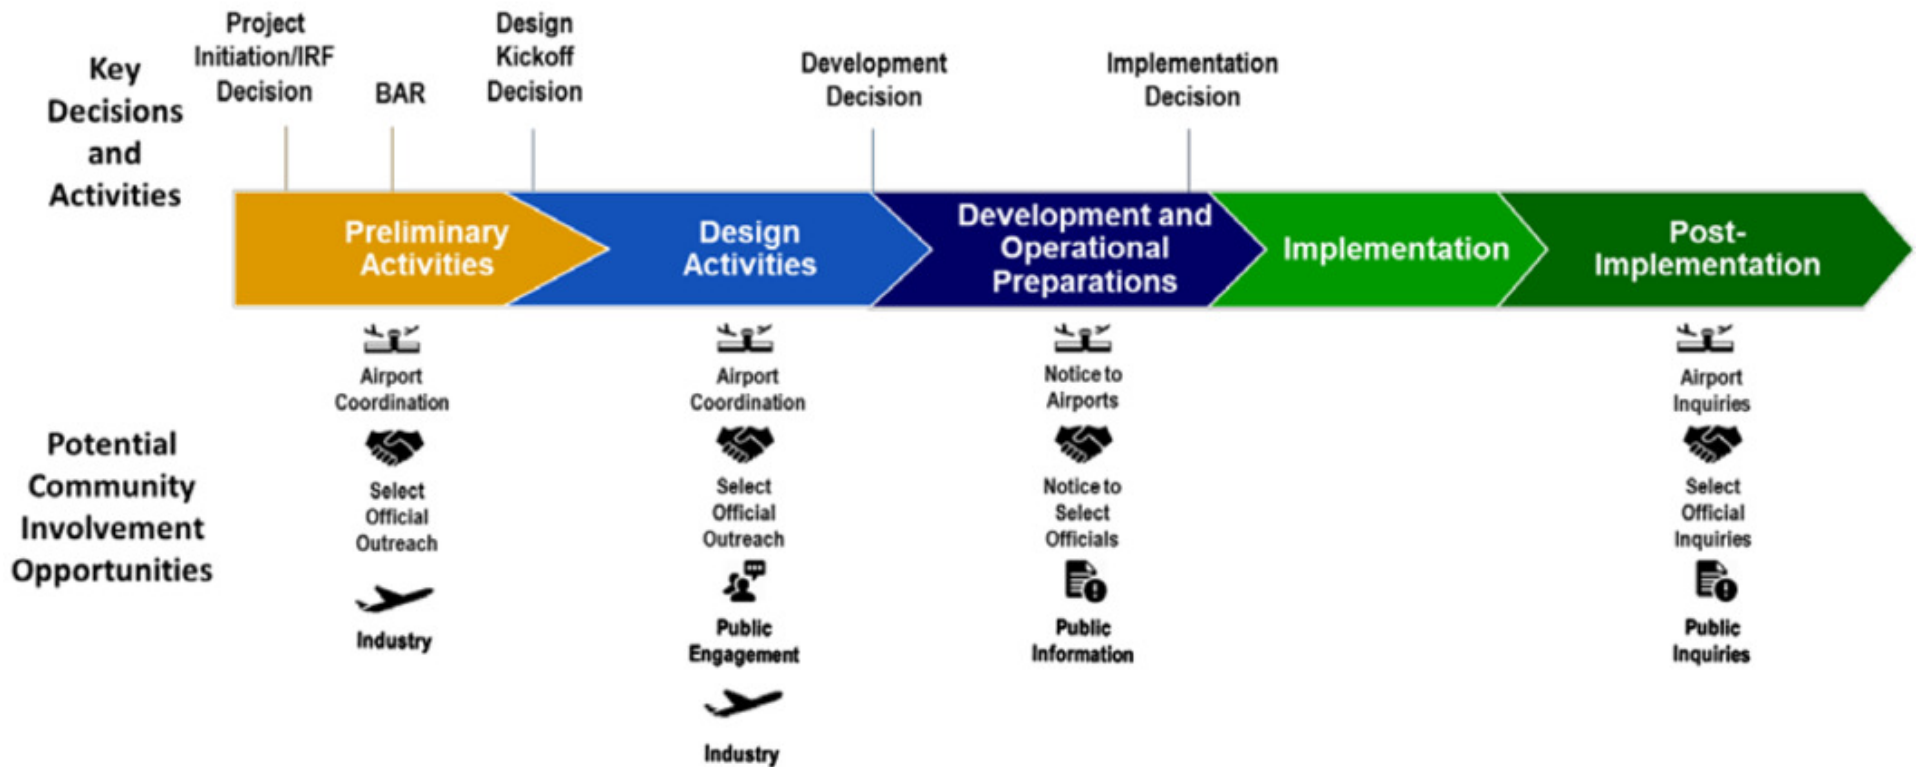 Key
Decisions
and
Activities
Project
Initiation/IRF
Decision
BAR
Design
Kickoff
Decision
Development
Decision
Implementation
Decision
Preliminary
Activities
Design
Activities
Development and
Operational
Preparations
Implementation
Post-
Implementation
Potential
Community
Involvement
Opportunities
Airport
Coordination
Select
Official
Outreach
Industry
Airport
Coordination
Select
Official
Outreach
Public
Engagement
Industry
Notice to
Airports
Notice to
Select
Officials
Public
Information
Airport
Inquiries
Select
Official
Inquiries
Public
Inquiries